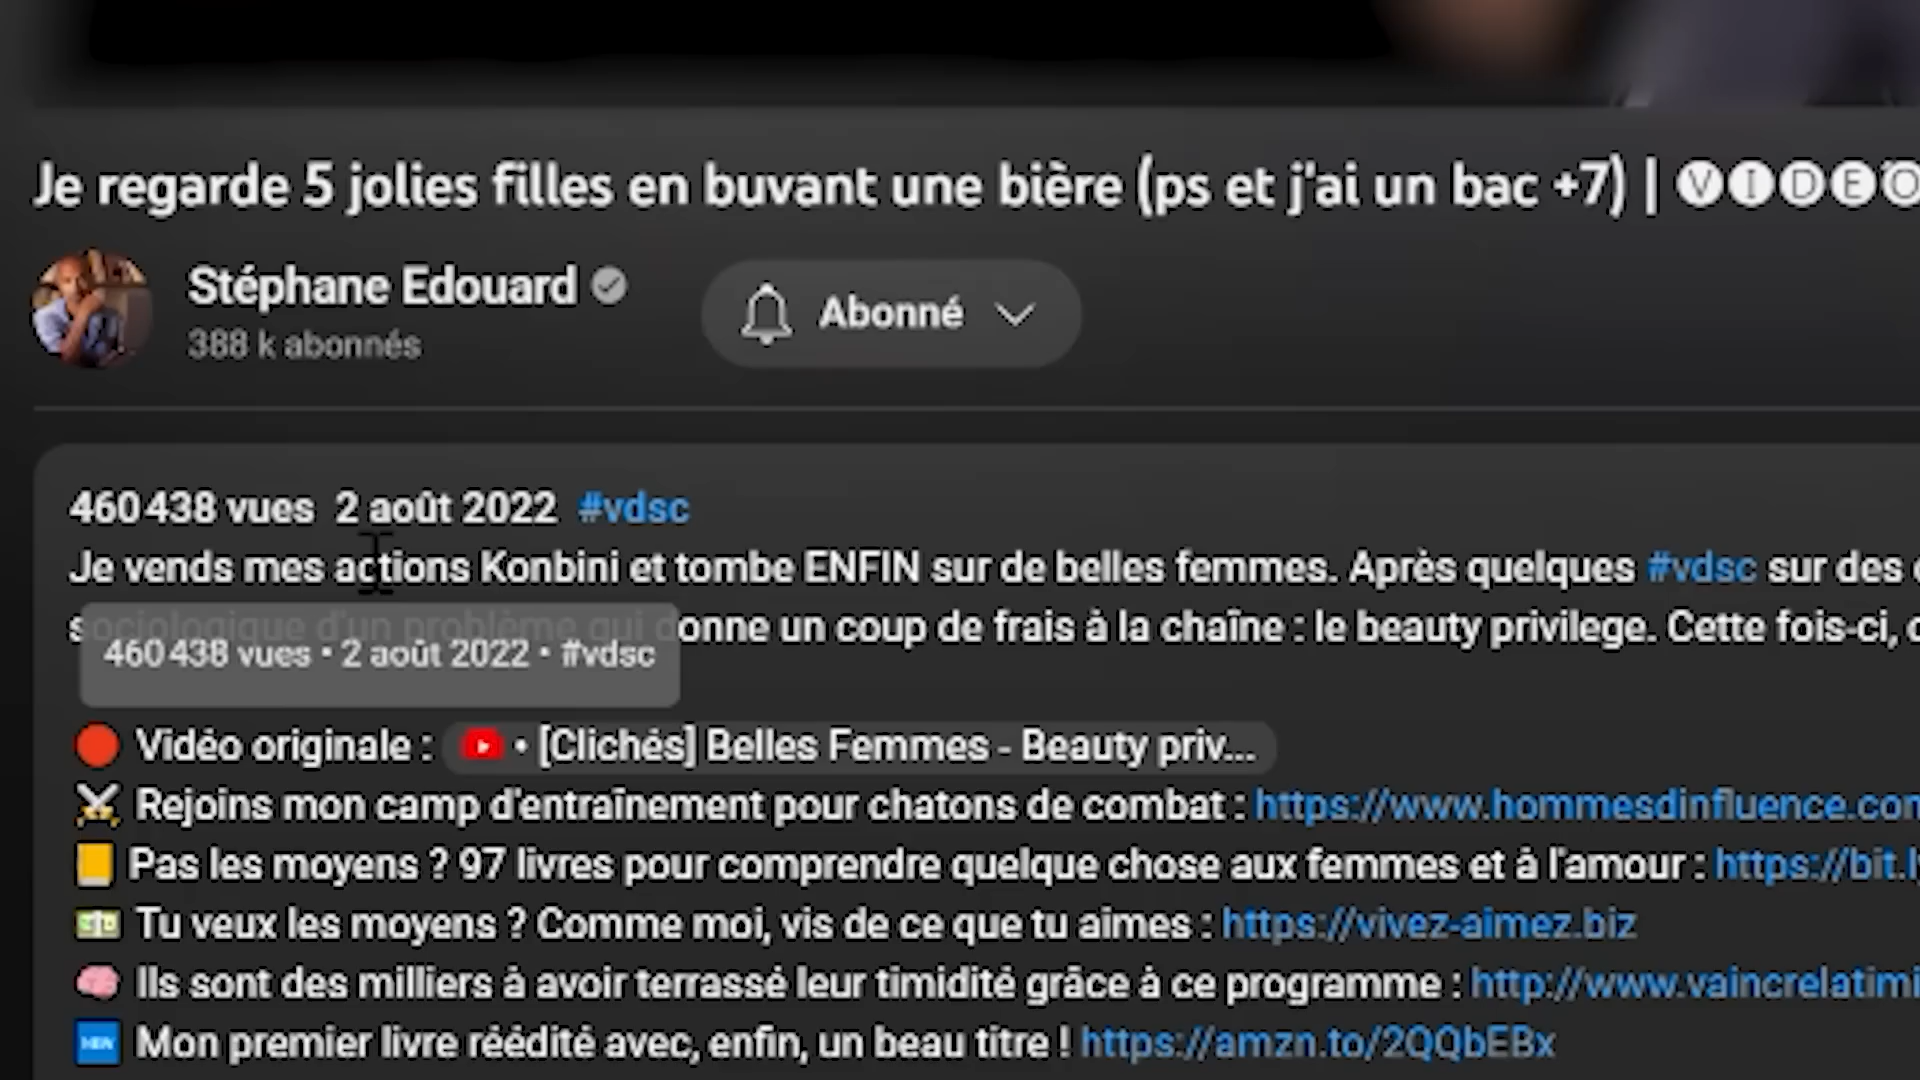 Je regarde 5 jolies filles en buvant une bière (ps et j'ai un bac +7) | ⓋⒾⒹⒺⓄ
Stéphane Edouard
388 k abonnés
Abonné
460 438 vues 2 août 2022 #vdsc
Je vends mes actions Konbini et tombe ENFIN sur de belles femmes. Après quelques #vdsc sur des
sociologique d'un problème qui donne un coup de frais à la chaîne : le beauty privilege. Cette fois-ci,
460 438 vues • 2 août 2022 • #vdsc
Vidéo originale : • [Clichés] Belles Femmes - Beauty priv...
Rejoins mon camp d'entraînement pour chatons de combat : https://www.hommesdinfluence.com
Pas les moyens ? 97 livres pour comprendre quelque chose aux femmes et à l'amour : https://bit.ly
Tu veux les moyens ? Comme moi, vis de ce que tu aimes : https://vivez-aimez.biz
Ils sont des milliers à avoir terrassé leur timidité grâce à ce programme : http://www.vaincrelatimi
NEW Mon premier livre réédité avec, enfin, un beau titre ! https://amzn.to/2QQbEBx